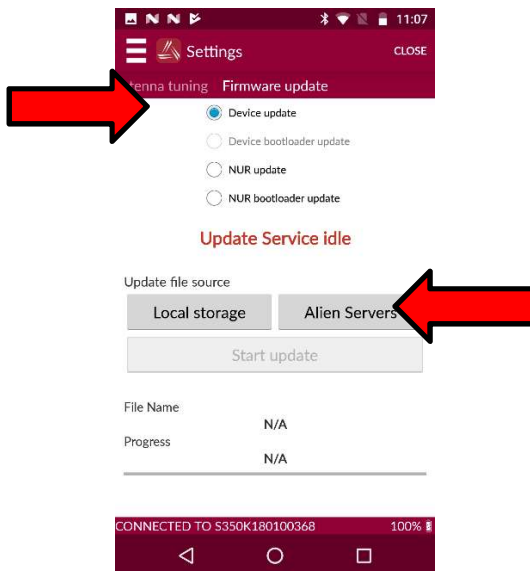 11:07
Settings
CLOSE
tenna tuning Firmware update
Device update
Device bootloader update
NUR update
NUR bootloader update
Update Service idle
Update file source
Local storage Alien Servers
Start update
File Name
N/A
Progress
N/A
CONNECTED TO S350K180100368 100%